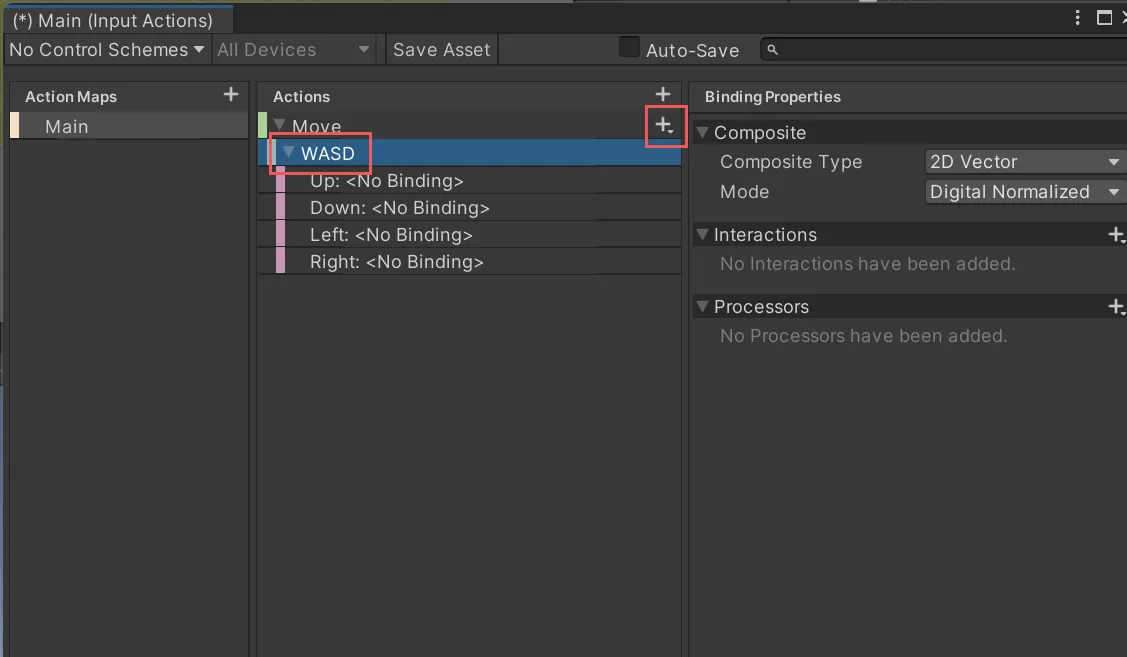 (*) Main (Input Actions)
No Control Schemes All Devices Save Asset Auto-Save
Action Maps
Main
Actions
Move
WASD
Up: <No Binding>
Down: <No Binding>
Left: <No Binding>
Right: <No Binding>
Binding Properties
Composite
Composite Type 2D Vector
Mode Digital Normalized
Interactions
No Interactions have been added.
Processors
No Processors have been added.